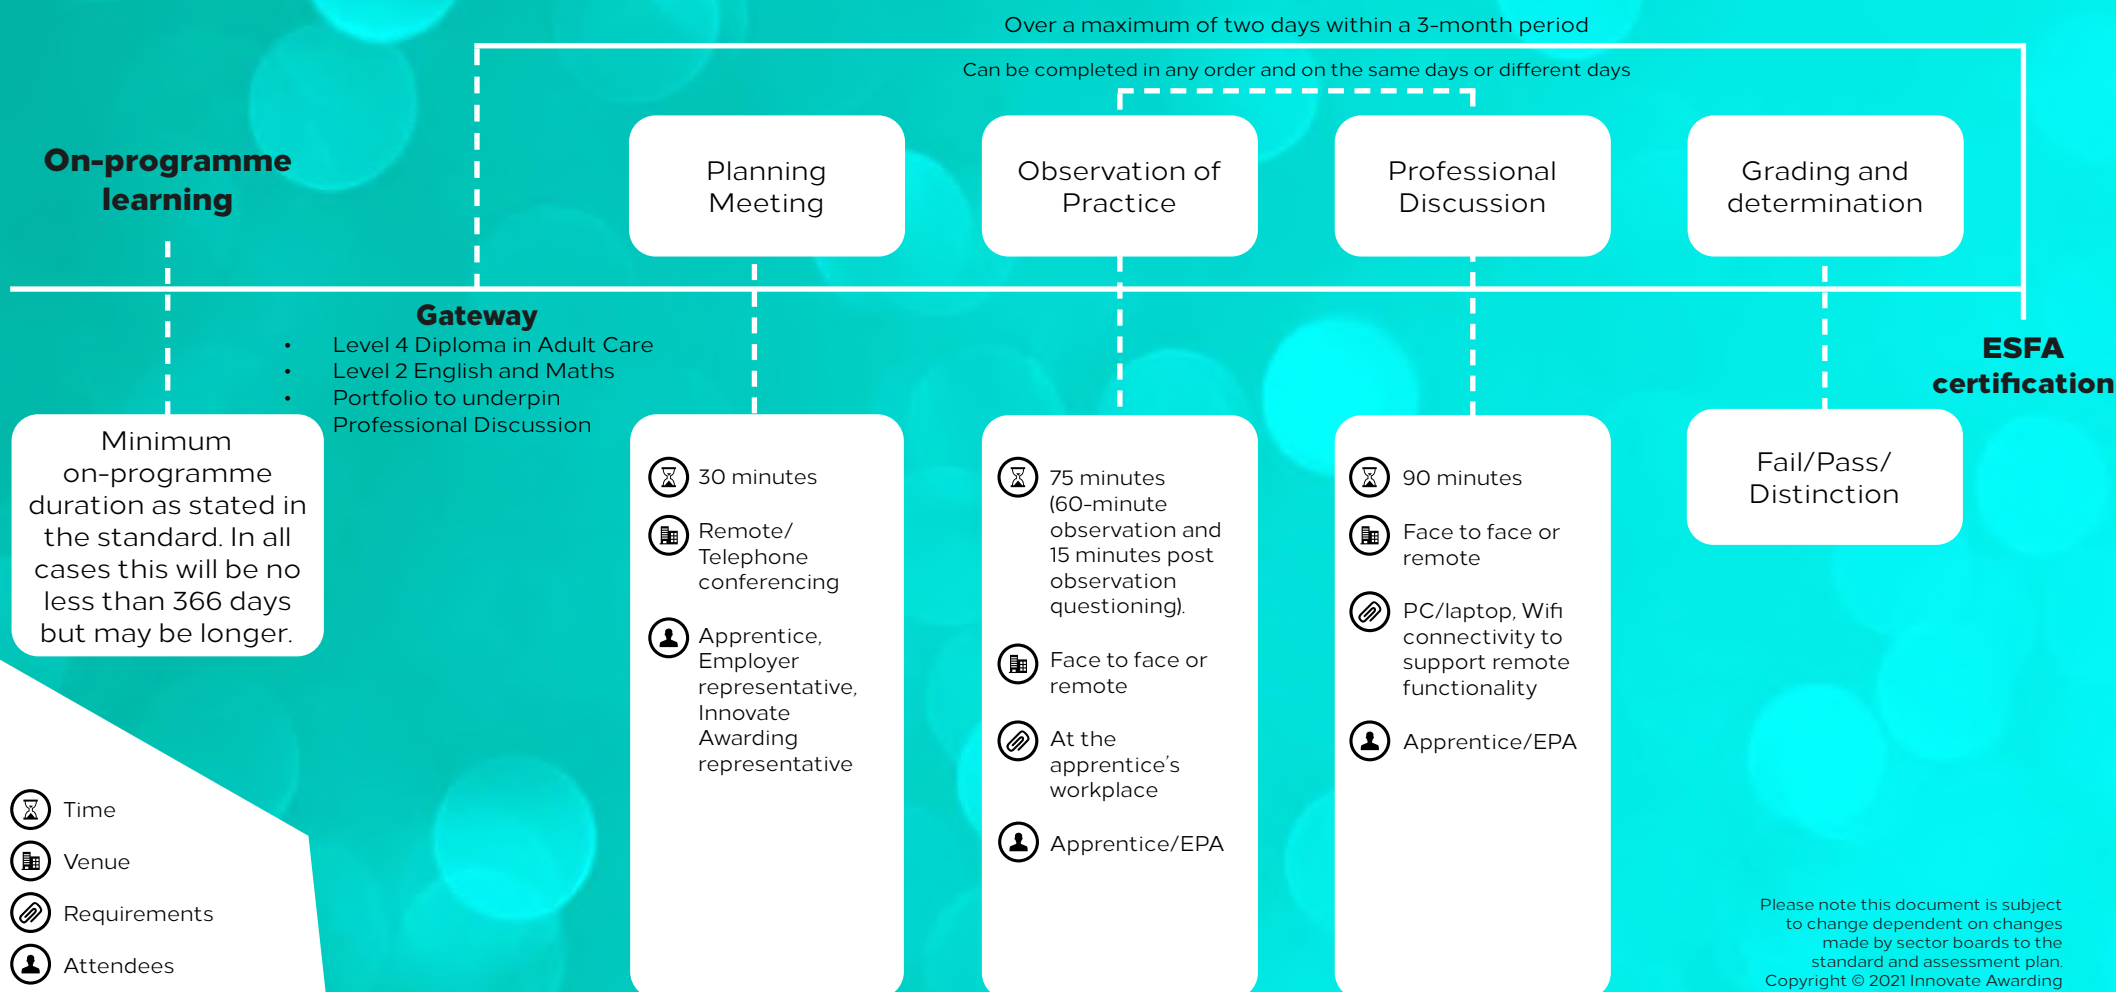 Over a maximum of two days within a 3-month period
Can be completed in any order and on the same days or different days
On-programme
learning
Planning
Meeting
Observation of
Practice
Professional
Discussion
Grading and
determination
Gateway
• Level 4 Diploma in Adult Care
• Level 2 English and Maths
• Portfolio to underpin
Professional Discussion
ESFA
certification
Minimum
on-programme
duration as stated in
the standard. In all
cases this will be no
less than 366 days
but may be longer.
30 minutes
Remote/
Telephone
conferencing
Apprentice,
Employer
representative,
Innovate
Awarding
representative
75 minutes
(60-minute
observation and
15 minutes post
observation
questioning).
Face to face or
remote
At the
apprentice's
workplace
Apprentice/EPA
90 minutes
Face to face or
remote
PC/laptop, Wifi
connectivity to
support remote
functionality
Apprentice/EPA
Fail/Pass/
Distinction
Time
Venue
Requirements
Attendees
Please note this document is subject
to change dependent on changes
made by sector boards to the
standard and assessment plan.
Copyright © 2021 Innovate Awarding